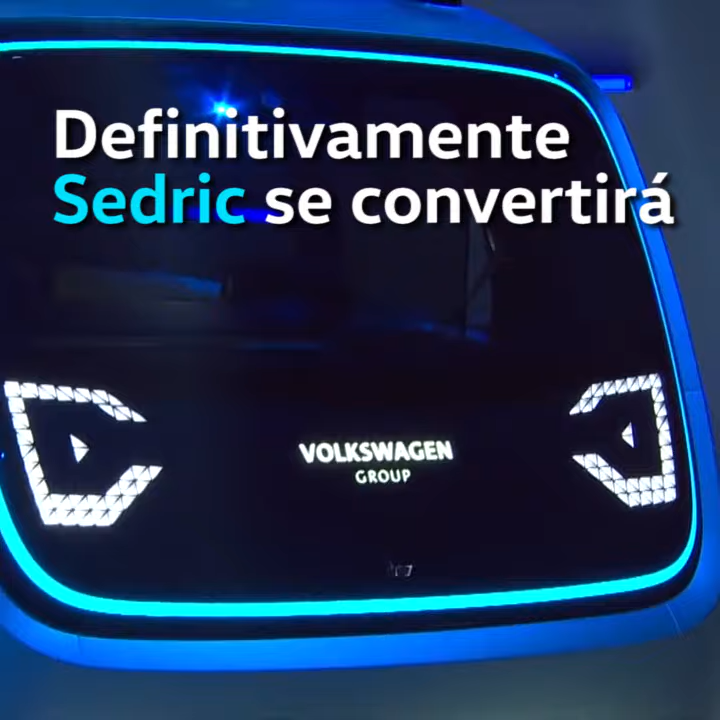 Definitivamente
Sedric se convertirá
VOLKSWAGEN
GROUP